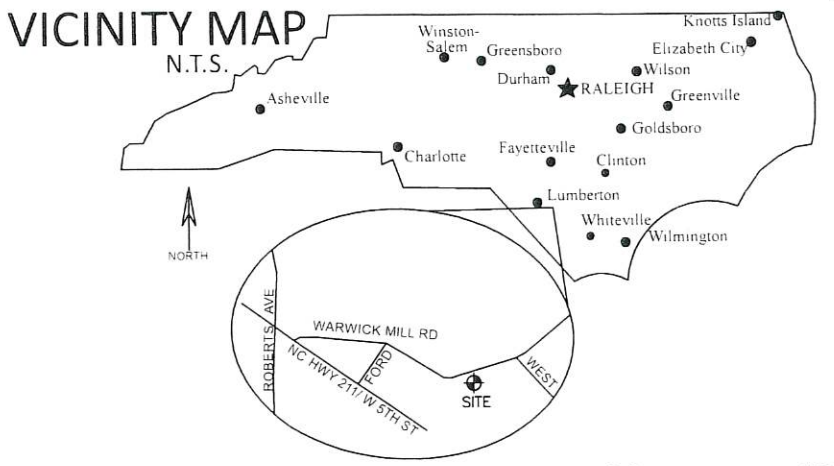 VICINITY MAP
N.T.S.
Knotts Island
Winston-
Salem
Greensboro
Elizabeth City
Durham
Wilson
RALEIGH
Greenville
Asheville
Goldsboro
Charlotte
Fayetteville
Clinton
Lumberton
Whiteville
Wilmington
NORTH
ROBERTS AVE
WARWICK MILL RD
NC HWY 211/ W 5TH ST
FORD
WEST
SITE